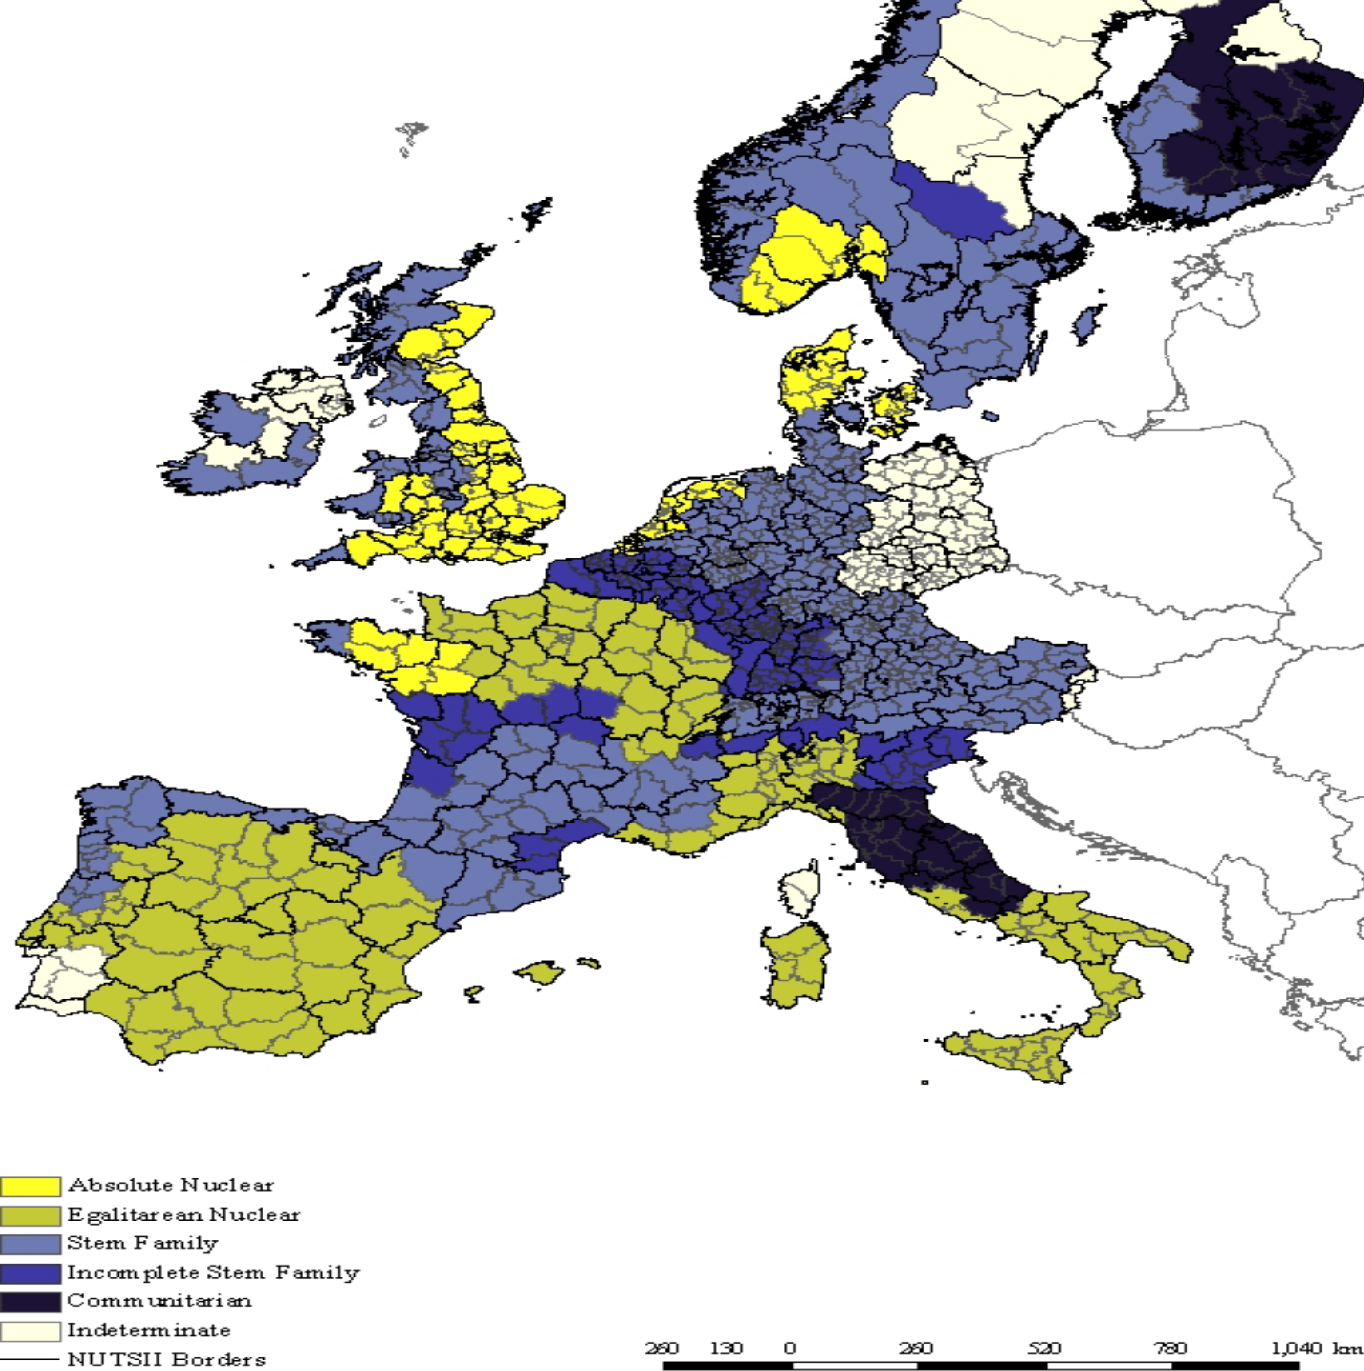 Absolute Nuclear
Egalitarean Nuclear
Stem Family
Incomplete Stem Family
Communitarian
Indeterminate
NUTSII Borders
260 130 0 260 520 780 1,040 km